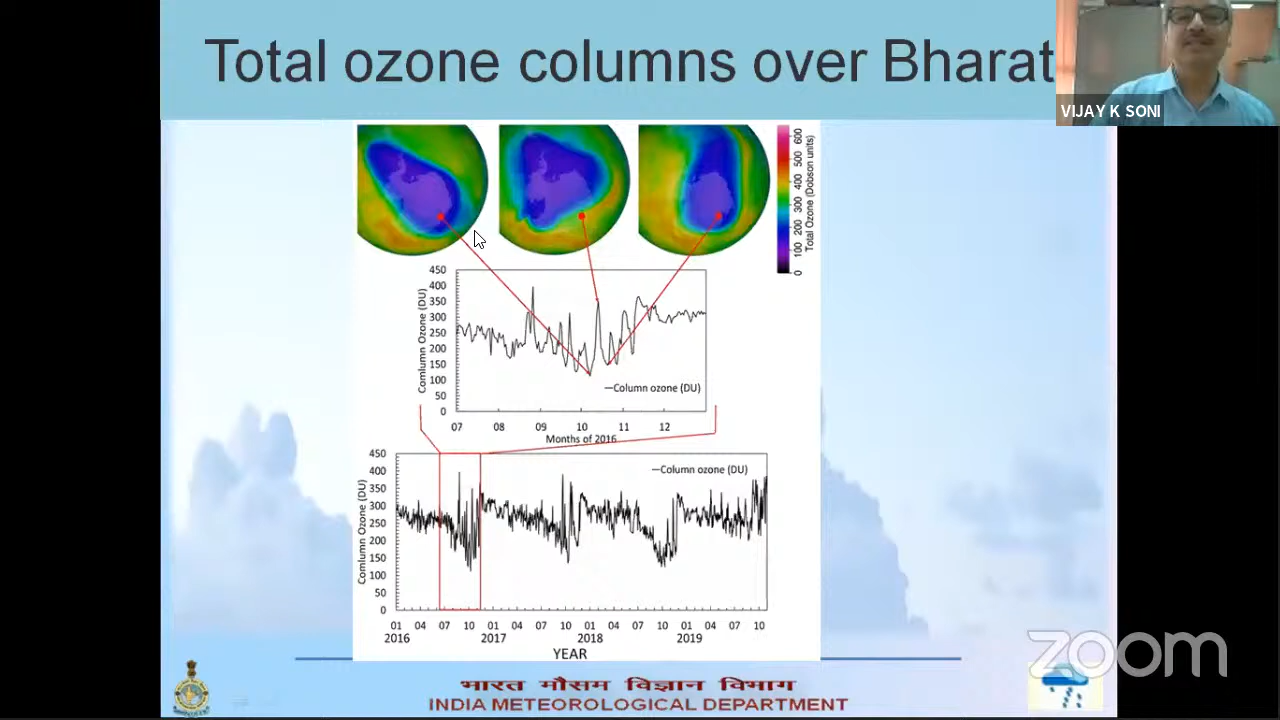 Total ozone columns over Bharat
VIJAY K SONI
0 100 200 300 400 500 600
Total Ozone (Dobson units)
450
400
350
300
250
200
150
100
50
0
Comlumn Ozone (DU)
Column ozone (DU)
07 08 09 10 11 12
Months of 2016
450
400
350
300
250
200
150
100
50
0
Comlumn Ozone (DU)
Column ozone (DU)
01 04 07 10 01 04 07 10 01 04 07 10 01 04 07 10
2016 2017 2018 2019
YEAR
zoom
भारत मौसम विज्ञान विभाग
INDIA METEOROLOGICAL DEPARTMENT